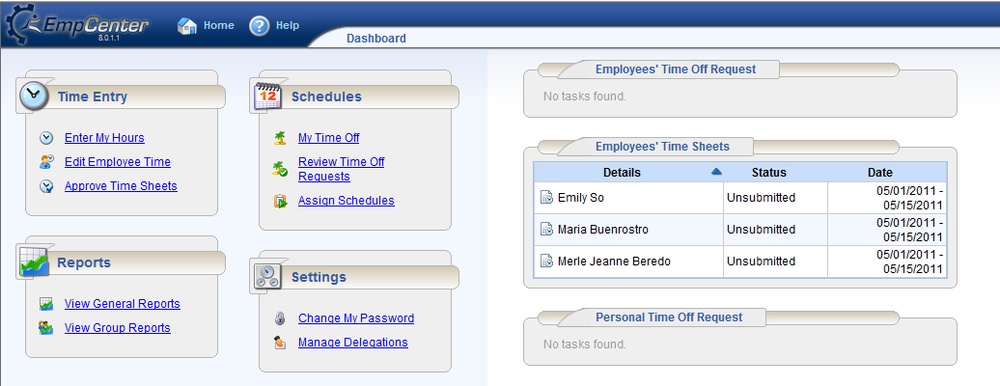 EmpCenter
8.0.1.1
Home
Help
Dashboard
Time Entry
Enter My Hours
Edit Employee Time
Approve Time Sheets
12
Schedules
My Time Off
Review Time Off
Requests
Assign Schedules
Reports
View General Reports
View Group Reports
Settings
Change My Password
Manage Delegations
Employees' Time Off Request
No tasks found.
Employees' Time Sheets
Details Status Date
Emily So Unsubmitted 05/01/2011 -
05/15/2011
Maria Buenrostro Unsubmitted 05/01/2011 -
05/15/2011
Merle Jeanne Beredo Unsubmitted 05/01/2011 -
05/15/2011
Personal Time Off Request
No tasks found.